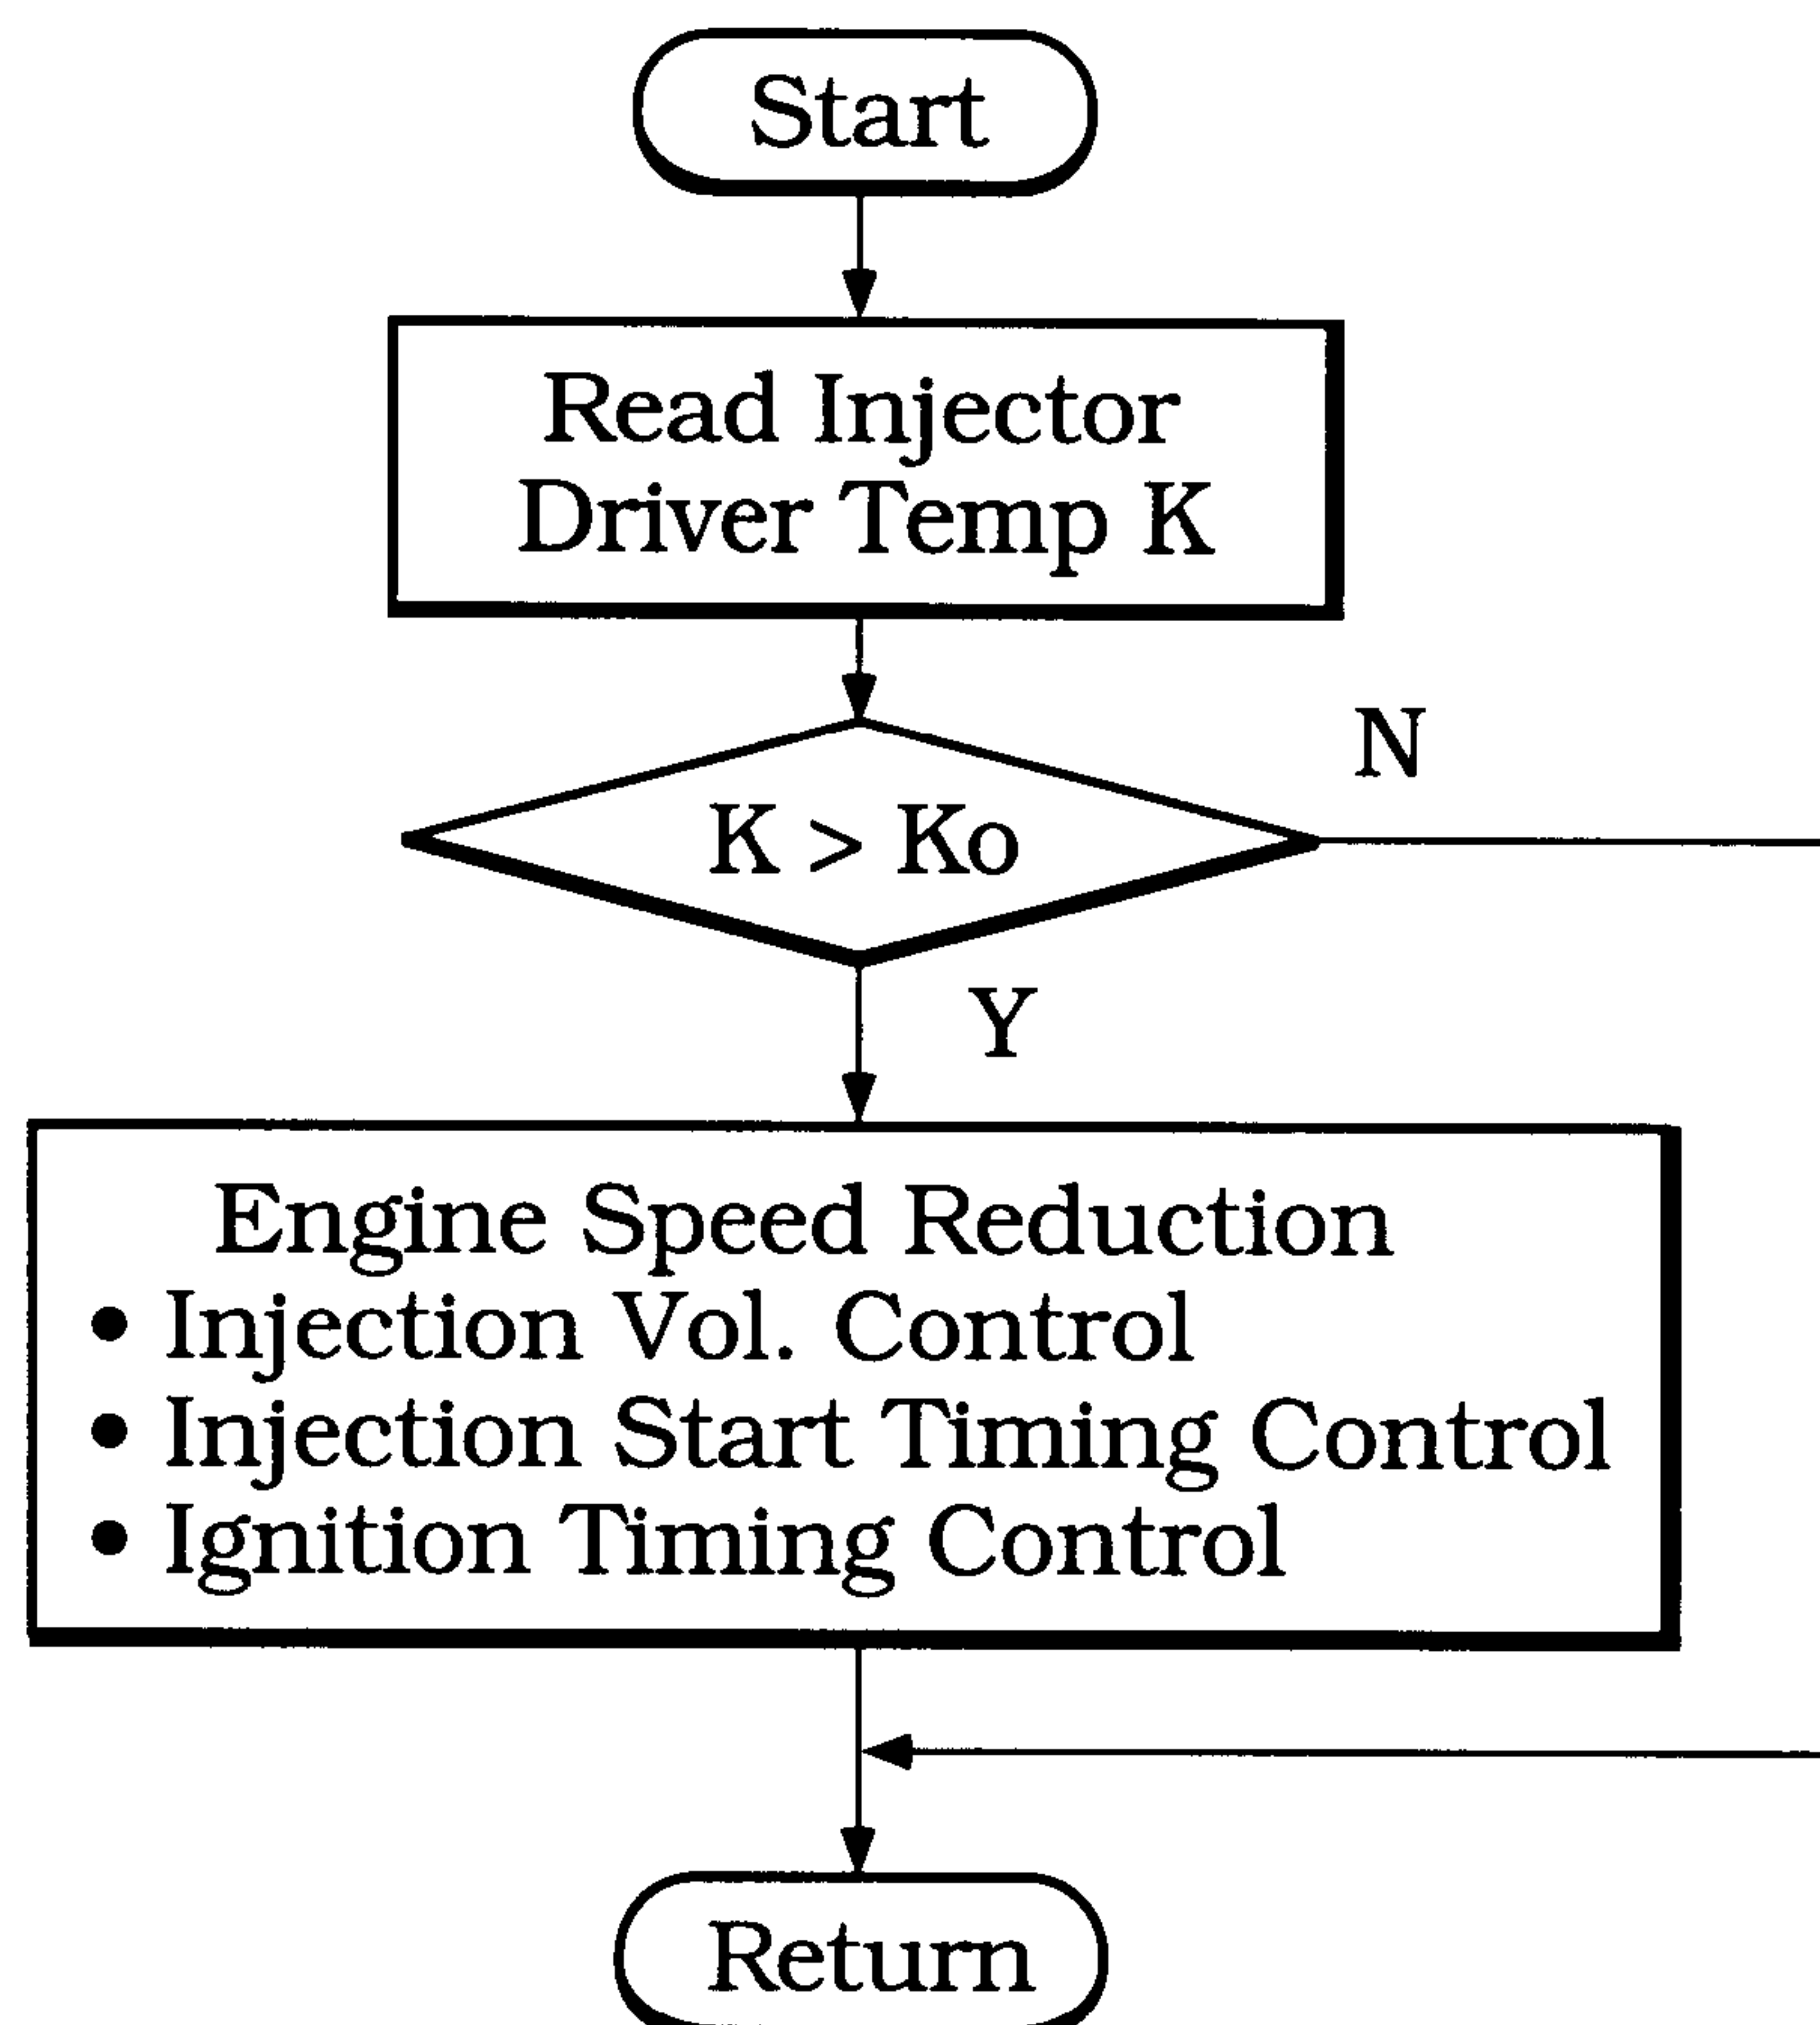 Start
Read Injector
Driver Temp K
N
K > Ko
Y
Engine Speed Reduction
• Injection Vol. Control
• Injection Start Timing Control
• Ignition Timing Control
Return